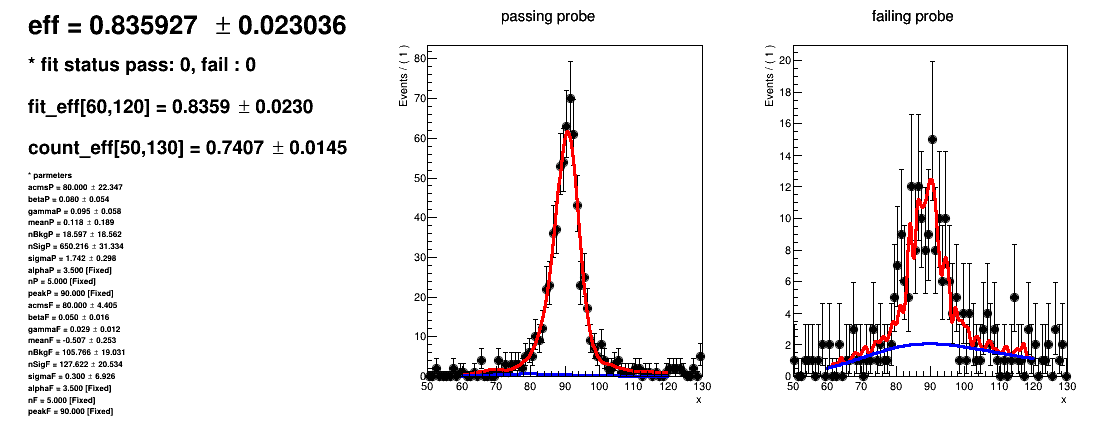 eff = 0.835927 ± 0.023036
* fit status pass: 0, fail : 0
fit_eff[60,120] = 0.8359 ± 0.0230
count_eff[50,130] = 0.7407 ± 0.0145
* parmeters
acmsP = 80.000 ± 22.347
betaP = 0.080 ± 0.054
gammaP = 0.095 ± 0.058
meanP = 0.118 ± 0.189
nBkgP = 18.597 ± 18.562
nSigP = 650.216 ± 31.334
sigmaP = 1.742 ± 0.298
alphaP = 3.500 [Fixed]
nP = 5.000 [Fixed]
peakP = 90.000 [Fixed]
acmsF = 80.000 ± 4.405
betaF = 0.050 ± 0.016
gammaF = 0.029 ± 0.012
meanF = -0.507 ± 0.253
nBkgF = 105.766 ± 19.031
nSigF = 127.622 ± 20.534
sigmaF = 0.300 ± 6.926
alphaF = 3.500 [Fixed]
nF = 5.000 [Fixed]
peakF = 90.000 [Fixed]
passing probe
Events / ( 1 )
80
70
60
50
40
30
20
10
0
50 60 70 80 90 100 110 120 130
x
failing probe
Events / ( 1 )
20
18
16
14
12
10
8
6
4
2
0
50 60 70 80 90 100 110 120 130
x